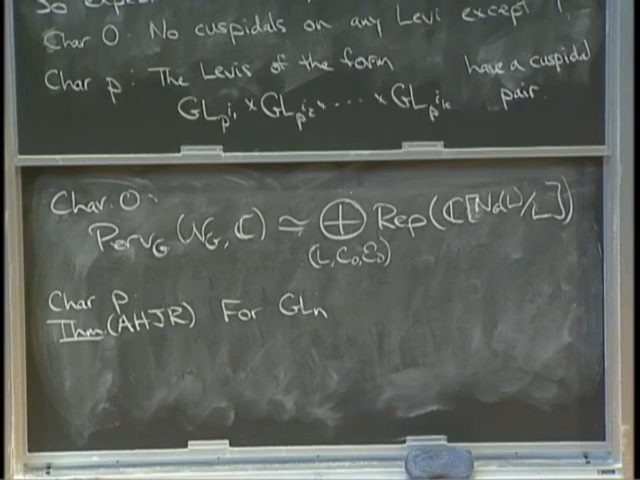 So expect
Char 0: No cuspidals on any Levi except T
Char p: The Levis of the form have a cuspidal pair.
GL_{p^{i_1}} × GL_{p^{i_2}} × ... × GL_{p^{i_k}}
Char. 0:
Perv_G(N_G, ℂ) ≃ ⊕_{(L,C_0,E_0)} Rep(ℂ[N_G(L)/L])
Char p.
Thm (AHJR) For GL_n